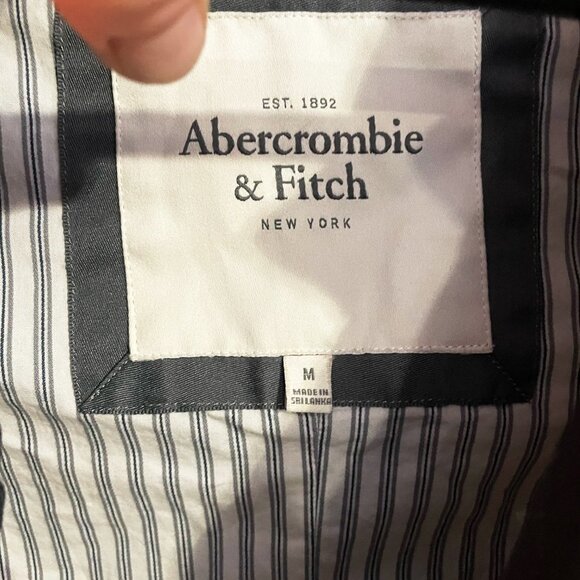 EST. 1892
Abercrombie
& Fitch
NEW YORK
M
MADE IN
SRI LANKA